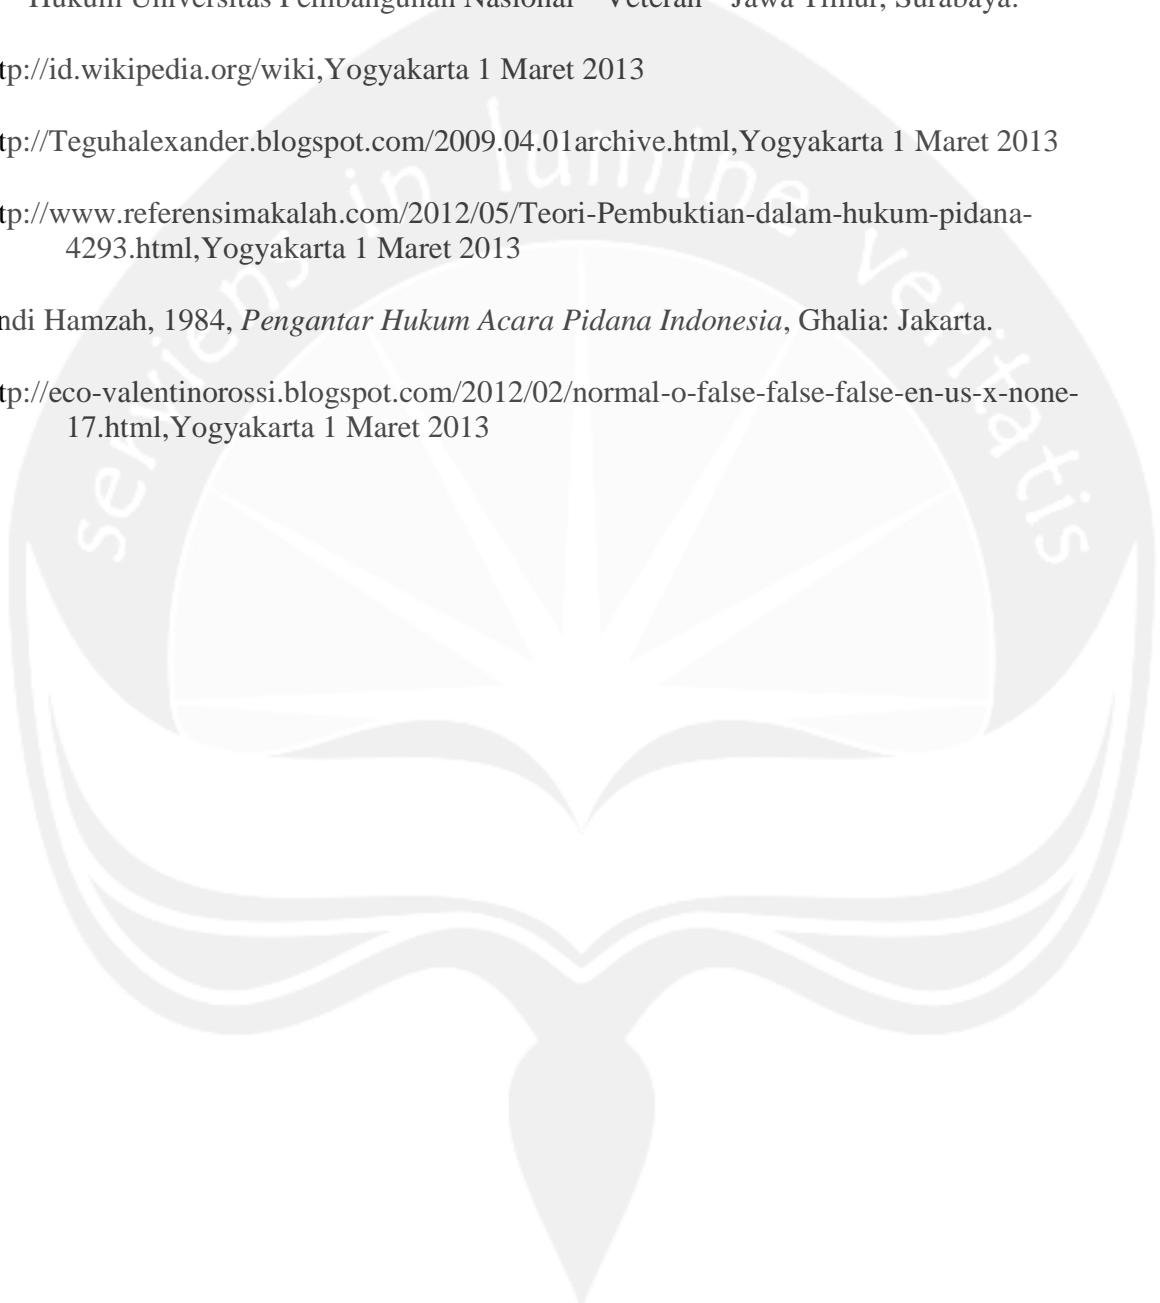 Hukum Universitas Pembangunan Nasional " Veteran " Jawa Timur, Surabaya.
tp://id.wikipedia.org/wiki,Yogyakarta 1 Maret 2013
tp://Teguhalexander.blogspot.com/2009.04.01archive.html,Yogyakarta 1 Maret 2013
tp://www.referensimakalah.com/2012/05/Teori-Pembuktian-dalam-hukum-pidana-
4293.html,Yogyakarta 1 Maret 2013
ndi Hamzah, 1984, Pengantar Hukum Acara Pidana Indonesia, Ghalia: Jakarta.
tp://eco-valentinorossi.blogspot.com/2012/02/normal-o-false-false-false-en-us-x-none-
17.html,Yogyakarta 1 Maret 2013
serviens in lumine veritatis